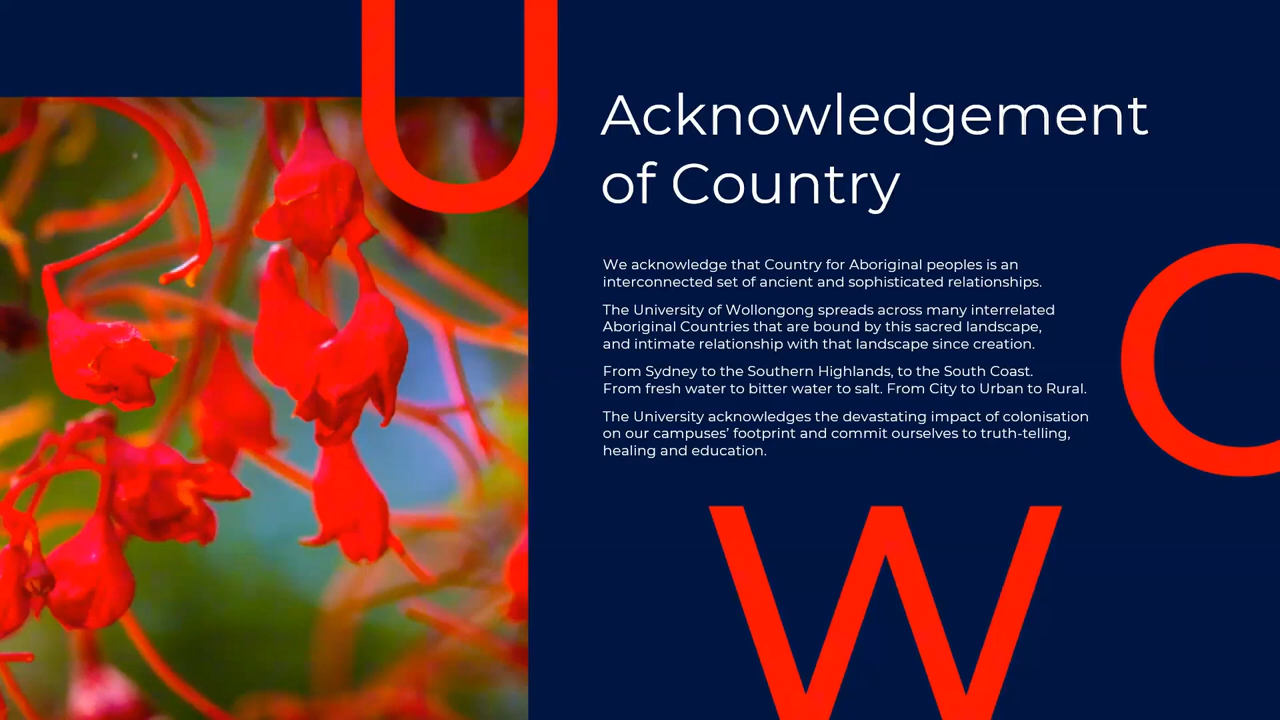 U
Acknowledgement
of Country
We acknowledge that Country for Aboriginal peoples is an
interconnected set of ancient and sophisticated relationships.
The University of Wollongong spreads across many interrelated
Aboriginal Countries that are bound by this sacred landscape,
and intimate relationship with that landscape since creation.
From Sydney to the Southern Highlands, to the South Coast.
From fresh water to bitter water to salt. From City to Urban to Rural.
The University acknowledges the devastating impact of colonisation
on our campuses’ footprint and commit ourselves to truth-telling,
healing and education.
O
W